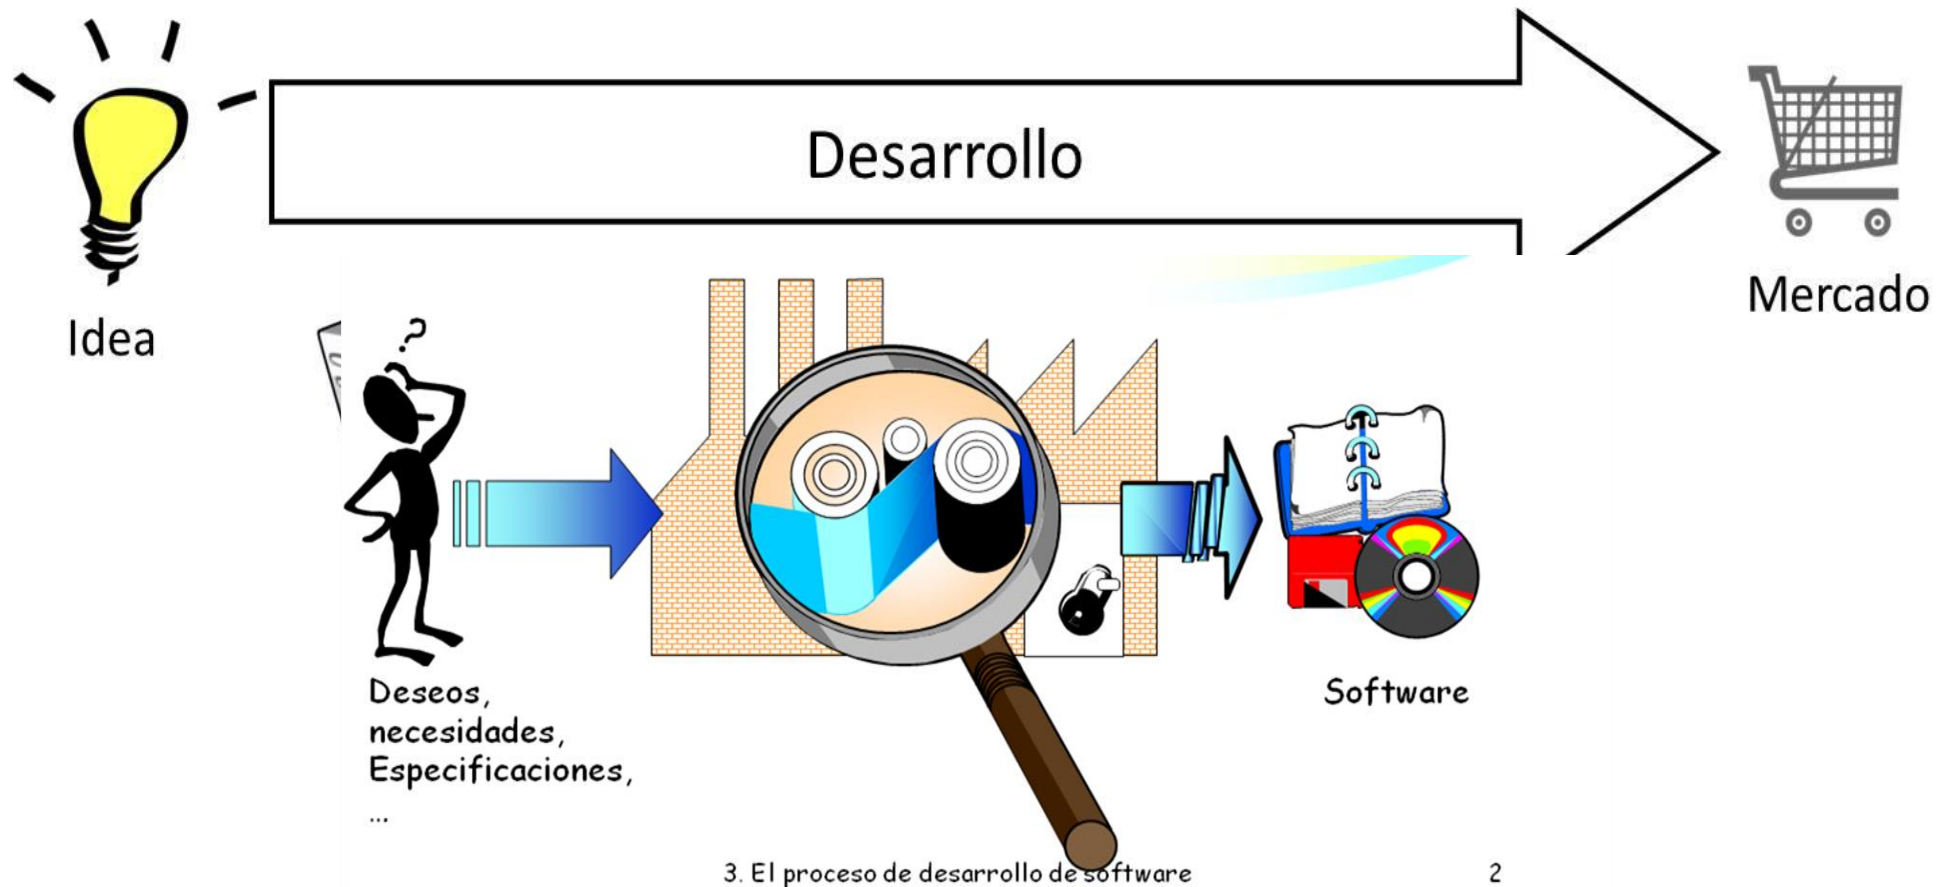 Desarrollo
Idea
Mercado
?
Deseos,
necesidades,
Especificaciones,
...
Software
3. El proceso de desarrollo de software
2